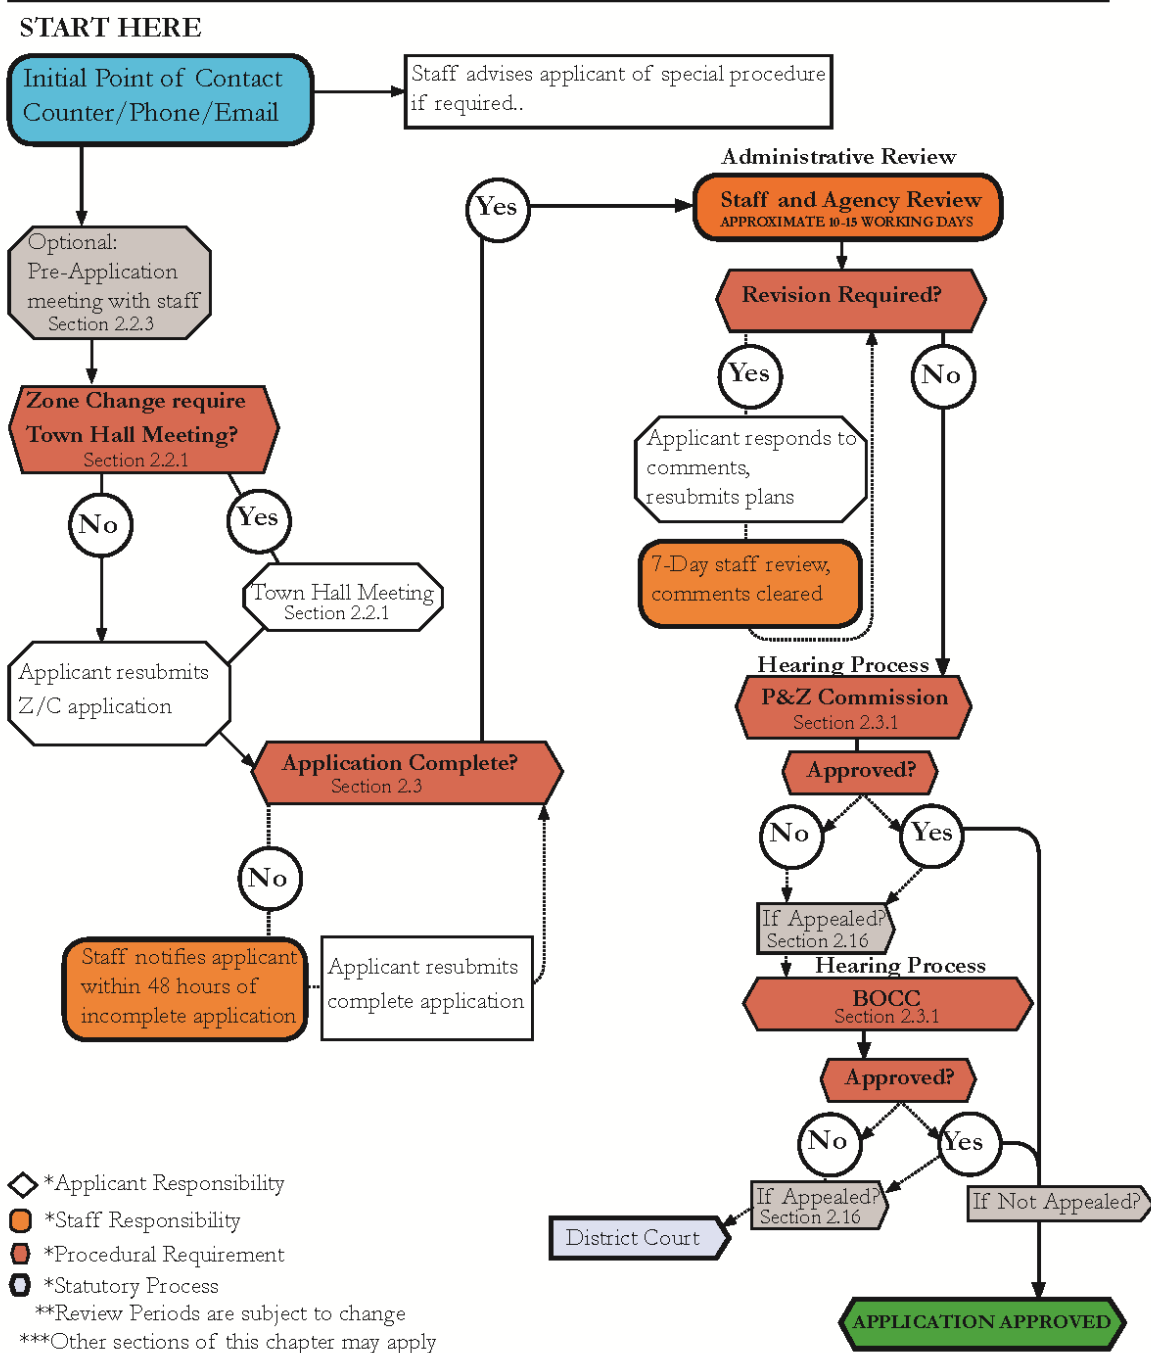 START HERE
Initial Point of Contact
Counter/Phone/Email
Staff advises applicant of special procedure
if required..
Administrative Review
Yes
Staff and Agency Review
APPROXIMATE 10-15 WORKING DAYS
Optional:
Pre-Application
meeting with staff
Section 2.2.3
Revision Required?
Yes
No
Zone Change require
Town Hall Meeting?
Section 2.2.1
No
Yes
Applicant responds to
comments,
resubmits plans
7-Day staff review,
comments cleared
Town Hall Meeting
Section 2.2.1
Applicant resubmits
Z/C application
Hearing Process
P&Z Commission
Section 2.3.1
Application Complete?
Section 2.3
Approved?
No
Yes
No
If Appealed?
Section 2.16
Staff notifies applicant
within 48 hours of
incomplete application
Applicant resubmits
complete application
Hearing Process
BOCC
Section 2.3.1
Approved?
No
Yes
If Appealed?
Section 2.16
If Not Appealed?
District Court
*Applicant Responsibility
*Staff Responsibility
*Procedural Requirement
*Statutory Process
**Review Periods are subject to change
***Other sections of this chapter may apply
APPLICATION APPROVED